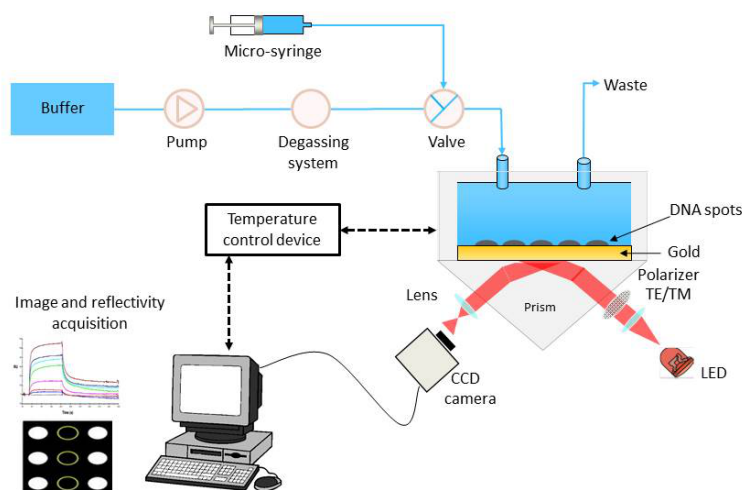 Micro-syringe
Buffer
Waste
Pump
Degassing
system
Valve
DNA spots
Temperature
control device
Gold
Polarizer
TE/TM
Lens
Prism
Image and reflectivity
acquisition
LED
CCD
camera